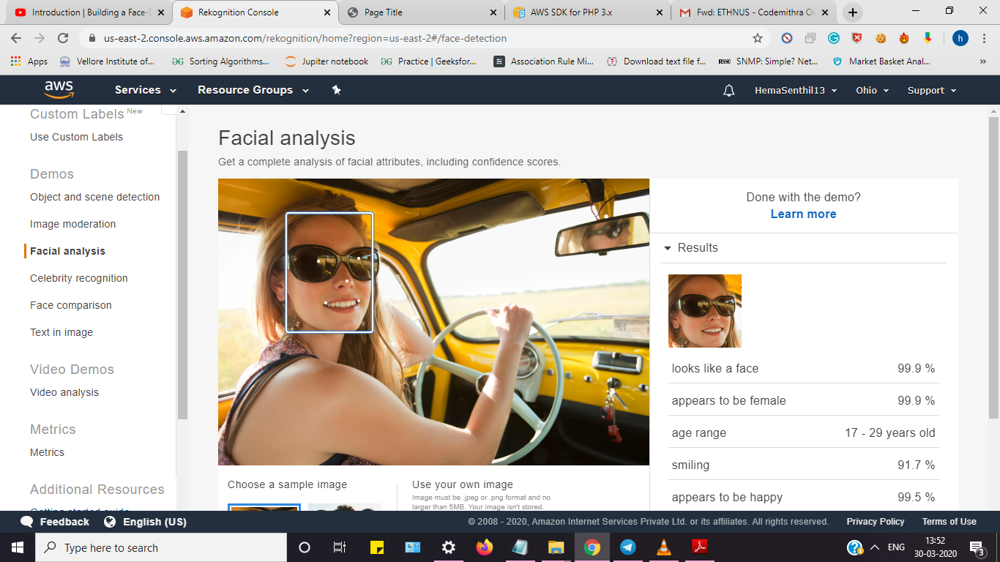 Introduction | Building a Face-D
Rekognition Console
Page Title
AWS SDK for PHP 3.x
Fwd: ETHNUS - Codemithra On
us-east-2.console.aws.amazon.com/rekognition/home?region=us-east-2#/face-detection
h
Apps
Vellore Institute of...
Sorting Algorithms...
Jupiter notebook
Practice | Geeksfor...
Association Rule Mi...
Download text file f...
SNMP: Simple? Net...
Market Basket Anal...
»
aws
Services
Resource Groups
HemaSenthil13
Ohio
Support
Custom Labels New
Use Custom Labels
Demos
Object and scene detection
Image moderation
Facial analysis
Celebrity recognition
Face comparison
Text in image
Video Demos
Video analysis
Metrics
Metrics
Additional Resources
Getting started guide
Facial analysis
Get a complete analysis of facial attributes, including confidence scores.
Choose a sample image
Use your own image
Image must be .jpeg or .png format and no
larger than 5MB. Your image isn't stored.
Done with the demo?
Learn more
Results
looks like a face 99.9 %
appears to be female 99.9 %
age range 17 - 29 years old
smiling 91.7 %
appears to be happy 99.5 %
Feedback
English (US)
© 2008 - 2020, Amazon Internet Services Private Ltd. or its affiliates. All rights reserved.
Privacy Policy
Terms of Use
Type here to search
ENG
13:52
30-03-2020
3